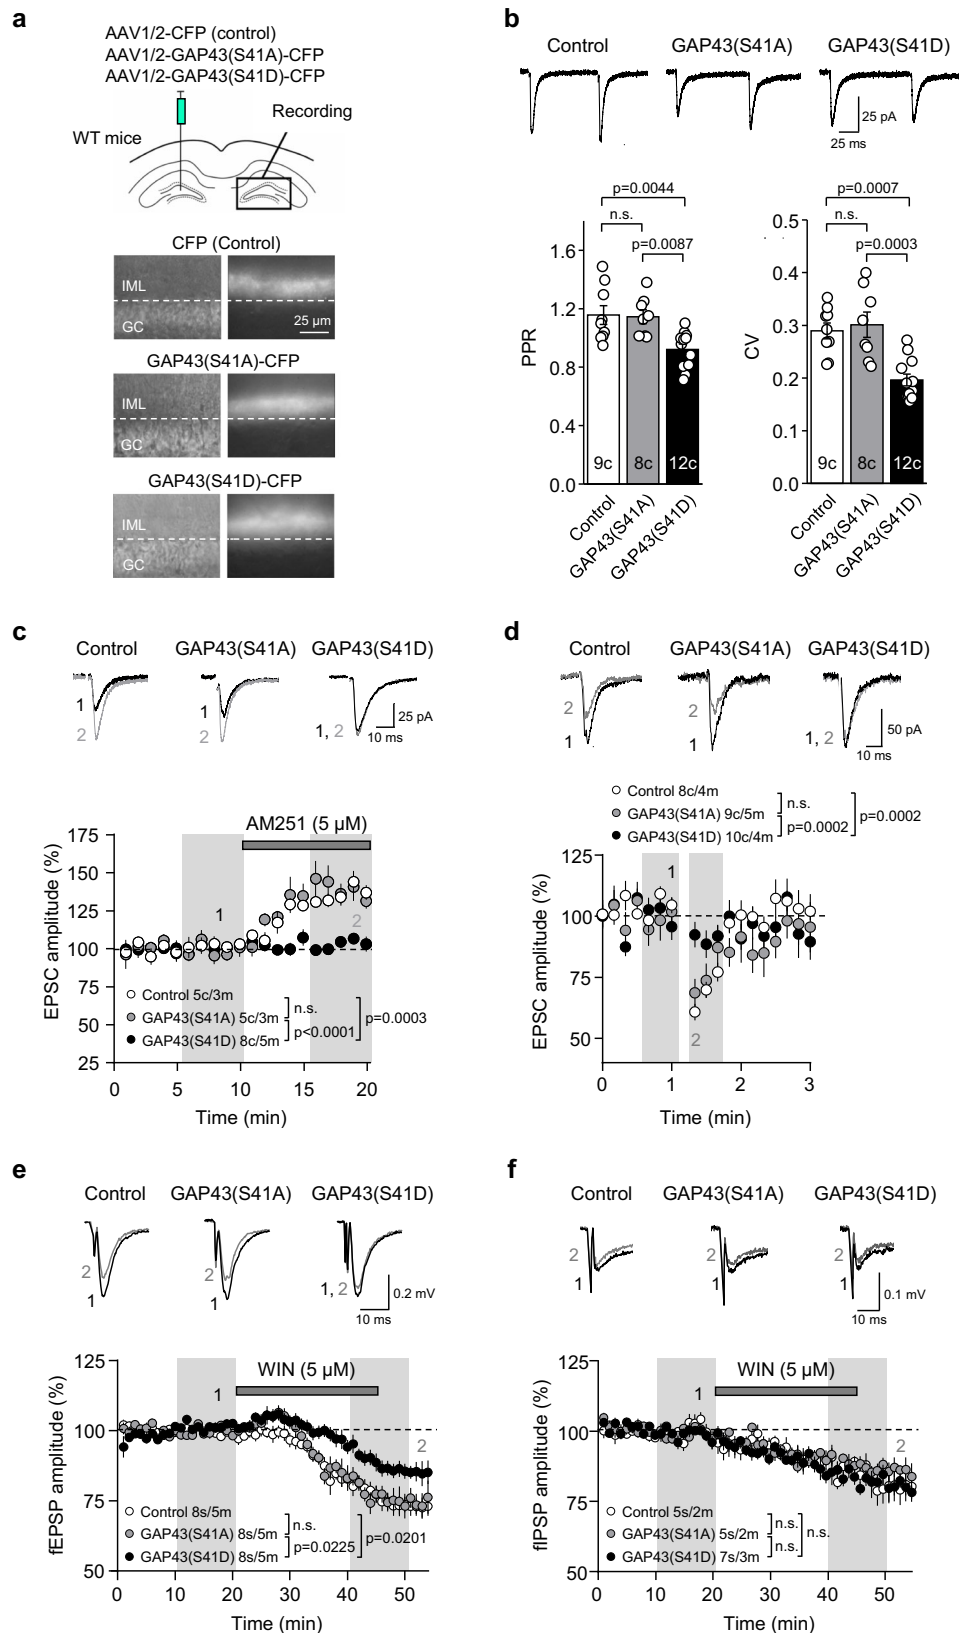 a
AAV1/2-CFP (control)
AAV1/2-GAP43(S41A)-CFP
AAV1/2-GAP43(S41D)-CFP
Recording
WT mice
CFP (Control)
IML
GC
25 µm
GAP43(S41A)-CFP
IML
GC
GAP43(S41D)-CFP
IML
GC
b
Control GAP43(S41A) GAP43(S41D)
25 pA
25 ms
p=0.0044
n.s.
p=0.0087
1.6
1.2
0.8
0.4
0.0
PPR
9c 8c 12c
Control
GAP43(S41A)
GAP43(S41D)
p=0.0007
n.s.
p=0.0003
0.5
0.4
0.3
0.2
0.1
0.0
CV
9c 8c 12c
Control
GAP43(S41A)
GAP43(S41D)
c
Control GAP43(S41A) GAP43(S41D)
1
2
1
2
1, 2
25 pA
10 ms
AM251 (5 µM)
175
150
125
100
75
50
25
EPSC amplitude (%)
1
2
Control 5c/3m
GAP43(S41A) 5c/3m
GAP43(S41D) 8c/5m
n.s.
p<0.0001
p=0.0003
0 5 10 15 20
Time (min)
d
Control GAP43(S41A) GAP43(S41D)
2
1
2
1
1, 2
50 pA
10 ms
Control 8c/4m
GAP43(S41A) 9c/5m
GAP43(S41D) 10c/4m
n.s.
p=0.0002
p=0.0002
125
100
75
50
EPSC amplitude (%)
1
2
0 1 2 3
Time (min)
e
Control GAP43(S41A) GAP43(S41D)
2
1
2
1
1, 2
0.2 mV
10 ms
WIN (5 µM)
125
100
75
50
fEPSP amplitude (%)
1
2
Control 8s/5m
GAP43(S41A) 8s/5m
GAP43(S41D) 8s/5m
n.s.
p=0.0225
p=0.0201
0 10 20 30 40 50
Time (min)
f
Control GAP43(S41A) GAP43(S41D)
2
1
2
1
2
1
0.1 mV
10 ms
WIN (5 µM)
125
100
75
50
fIPSP amplitude (%)
1
2
Control 5s/2m
GAP43(S41A) 5s/2m
GAP43(S41D) 7s/3m
n.s.
n.s.
n.s.
0 10 20 30 40 50
Time (min)